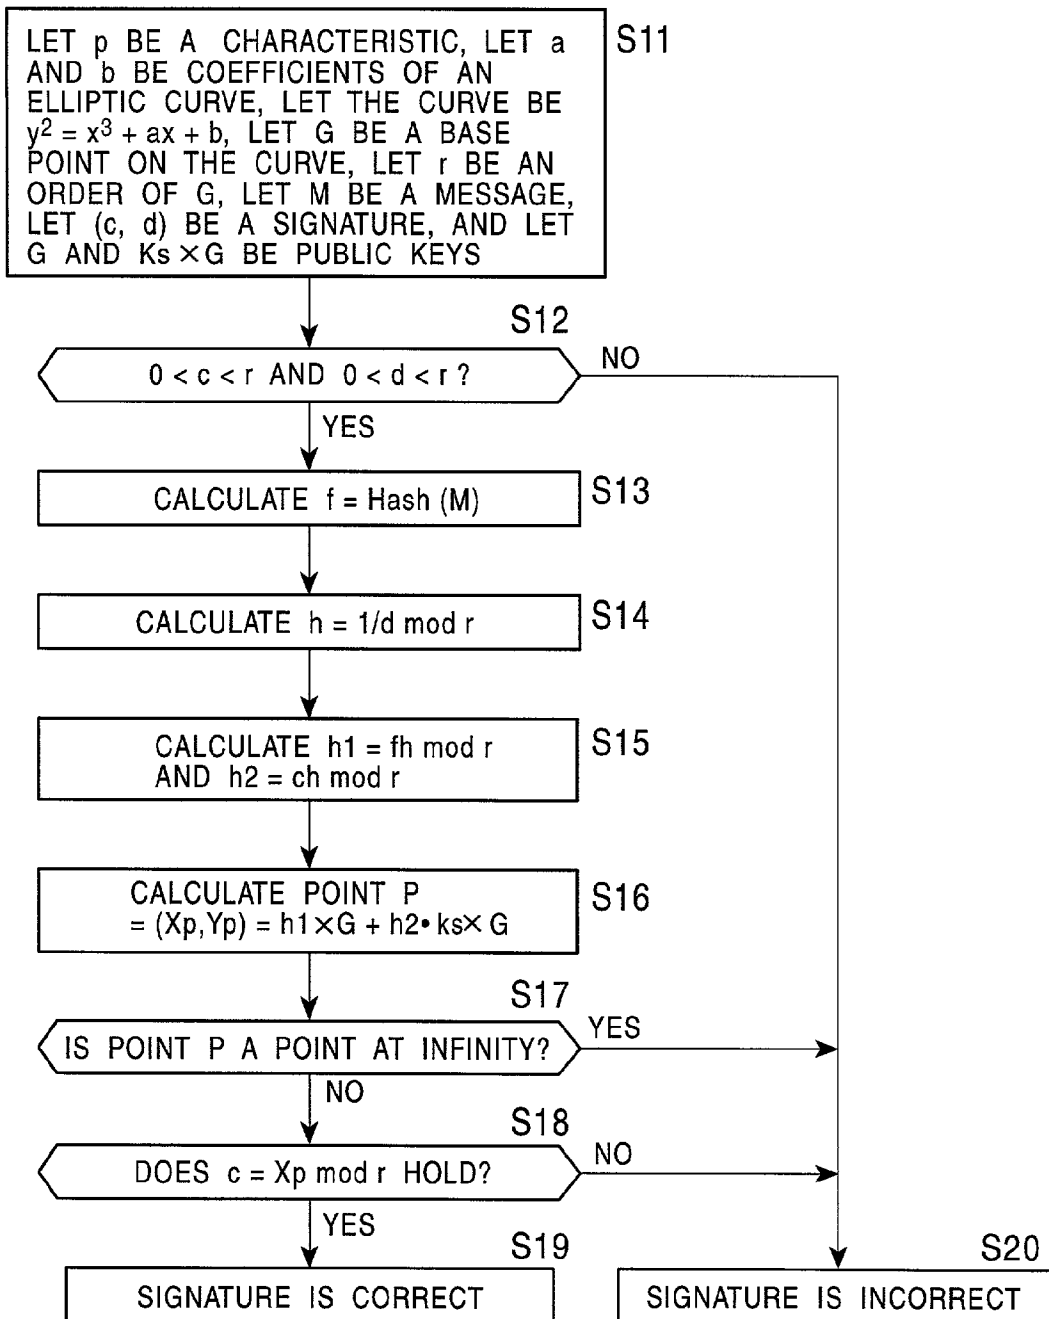 LET p BE A CHARACTERISTIC, LET a
AND b BE COEFFICIENTS OF AN
ELLIPTIC CURVE, LET THE CURVE BE
y² = x³ + ax + b, LET G BE A BASE
POINT ON THE CURVE, LET r BE AN
ORDER OF G, LET M BE A MESSAGE,
LET (c, d) BE A SIGNATURE, AND LET
G AND Ks×G BE PUBLIC KEYS
S11
S12
0 < c < r AND 0 < d < r ?
NO
YES
CALCULATE f = Hash (M)
S13
CALCULATE h = 1/d mod r
S14
CALCULATE h1 = fh mod r
AND h2 = ch mod r
S15
CALCULATE POINT P
= (Xp,Yp) = h1×G + h2• ks× G
S16
S17
IS POINT P A POINT AT INFINITY?
YES
NO
S18
DOES c = Xp mod r HOLD?
NO
YES
S19
SIGNATURE IS CORRECT
S20
SIGNATURE IS INCORRECT